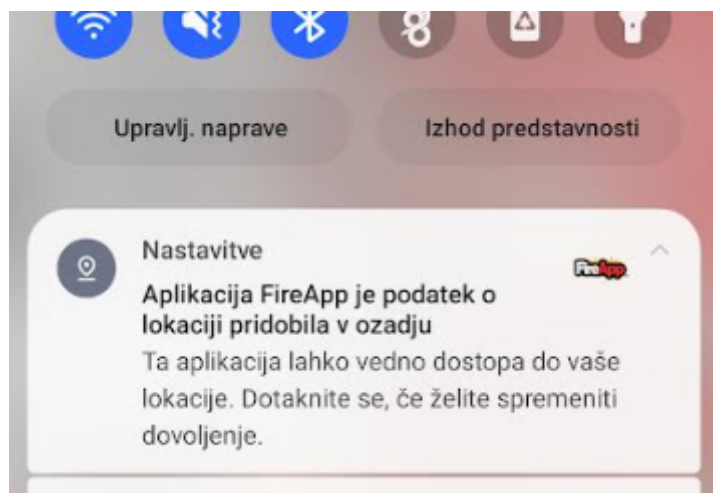 Upravlj. naprave
Izhod predstavnosti
Nastavitve
FireApp
Aplikacija FireApp je podatek o
lokaciji pridobila v ozadju
Ta aplikacija lahko vedno dostopa do vaše
lokacije. Dotaknite se, če želite spremeniti
dovoljenje.